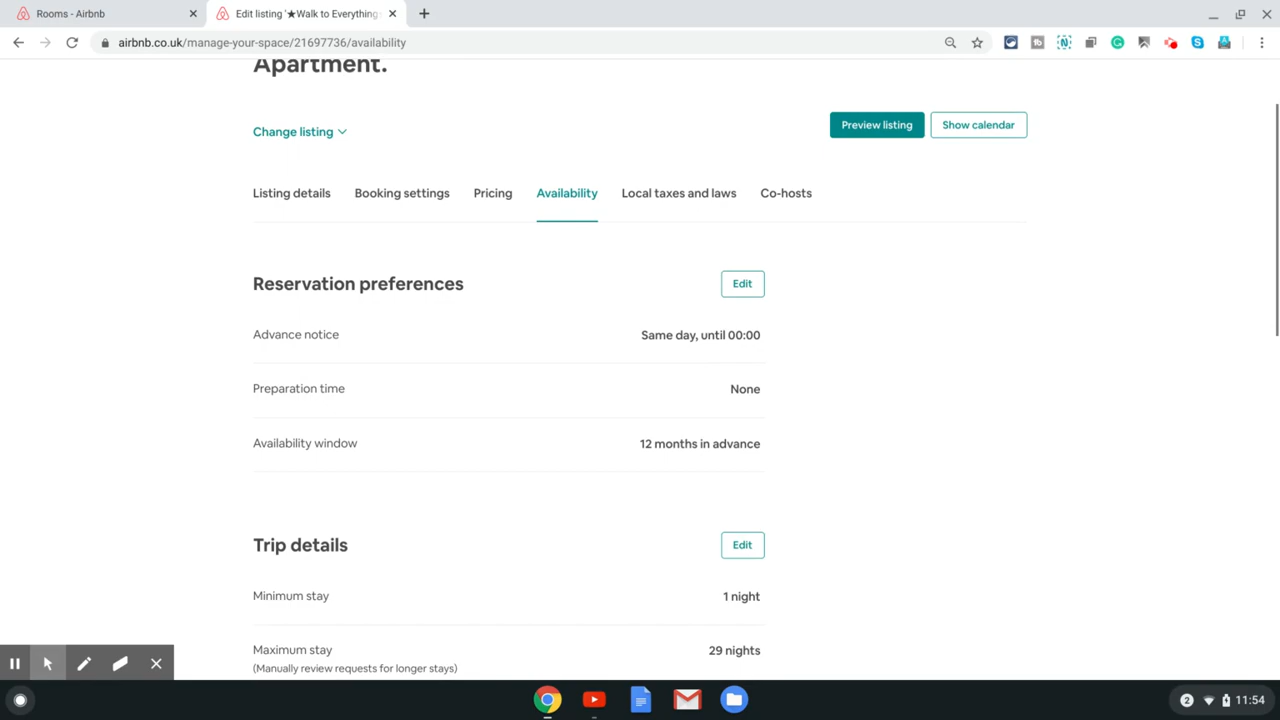 Rooms - Airbnb
Edit listing '★Walk to Everything
airbnb.co.uk/manage-your-space/21697736/availability
Apartment.
Change listing
Preview listing
Show calendar
Listing details
Booking settings
Pricing
Availability
Local taxes and laws
Co-hosts
Reservation preferences
Edit
Advance notice
Same day, until 00:00
Preparation time
None
Availability window
12 months in advance
Trip details
Edit
Minimum stay
1 night
Maximum stay
29 nights
(Manually review requests for longer stays)
2
11:54